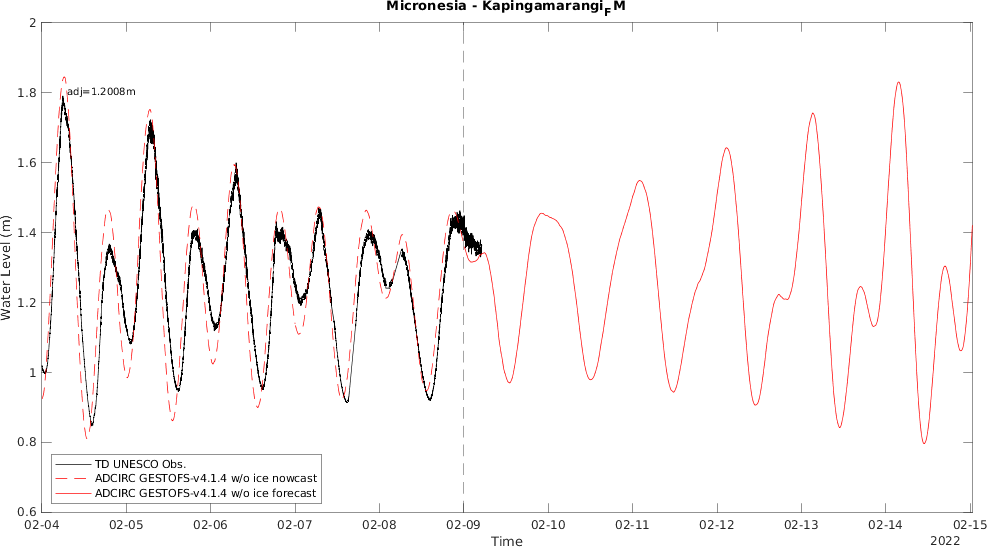 Micronesia - Kapingamarangi_FM
2
1.8
1.6
1.4
1.2
1
0.8
0.6
Water Level (m)
adj=1.2008m
TD UNESCO Obs.
ADCIRC GESTOFS-v4.1.4 w/o ice nowcast
ADCIRC GESTOFS-v4.1.4 w/o ice forecast
02-04 02-05 02-06 02-07 02-08 02-09 02-10 02-11 02-12 02-13 02-14 02-15
Time
2022